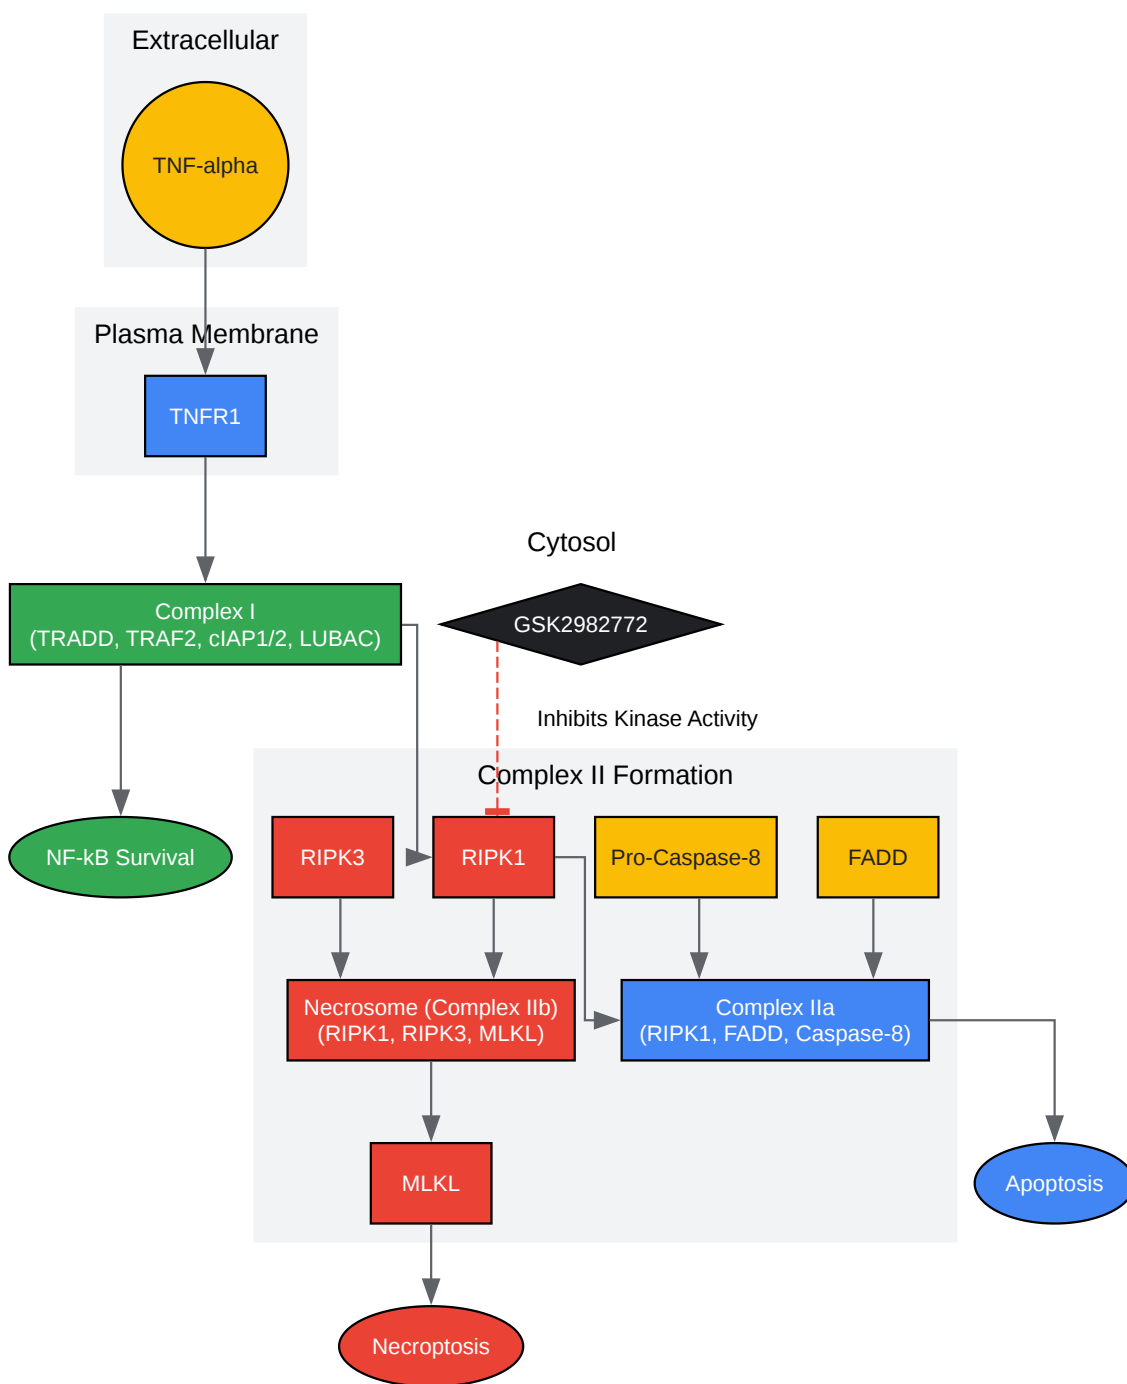 Extracellular
TNF-alpha
Plasma Membrane
TNFR1
Cytosol
Complex I
(TRADD, TRAF2, cIAP1/2, LUBAC)
GSK2982772
Inhibits Kinase Activity
Complex II Formation
NF-kB Survival
RIPK3
RIPK1
Pro-Caspase-8
FADD
Necrosome (Complex IIb)
(RIPK1, RIPK3, MLKL)
Complex IIa
(RIPK1, FADD, Caspase-8)
MLKL
Apoptosis
Necroptosis